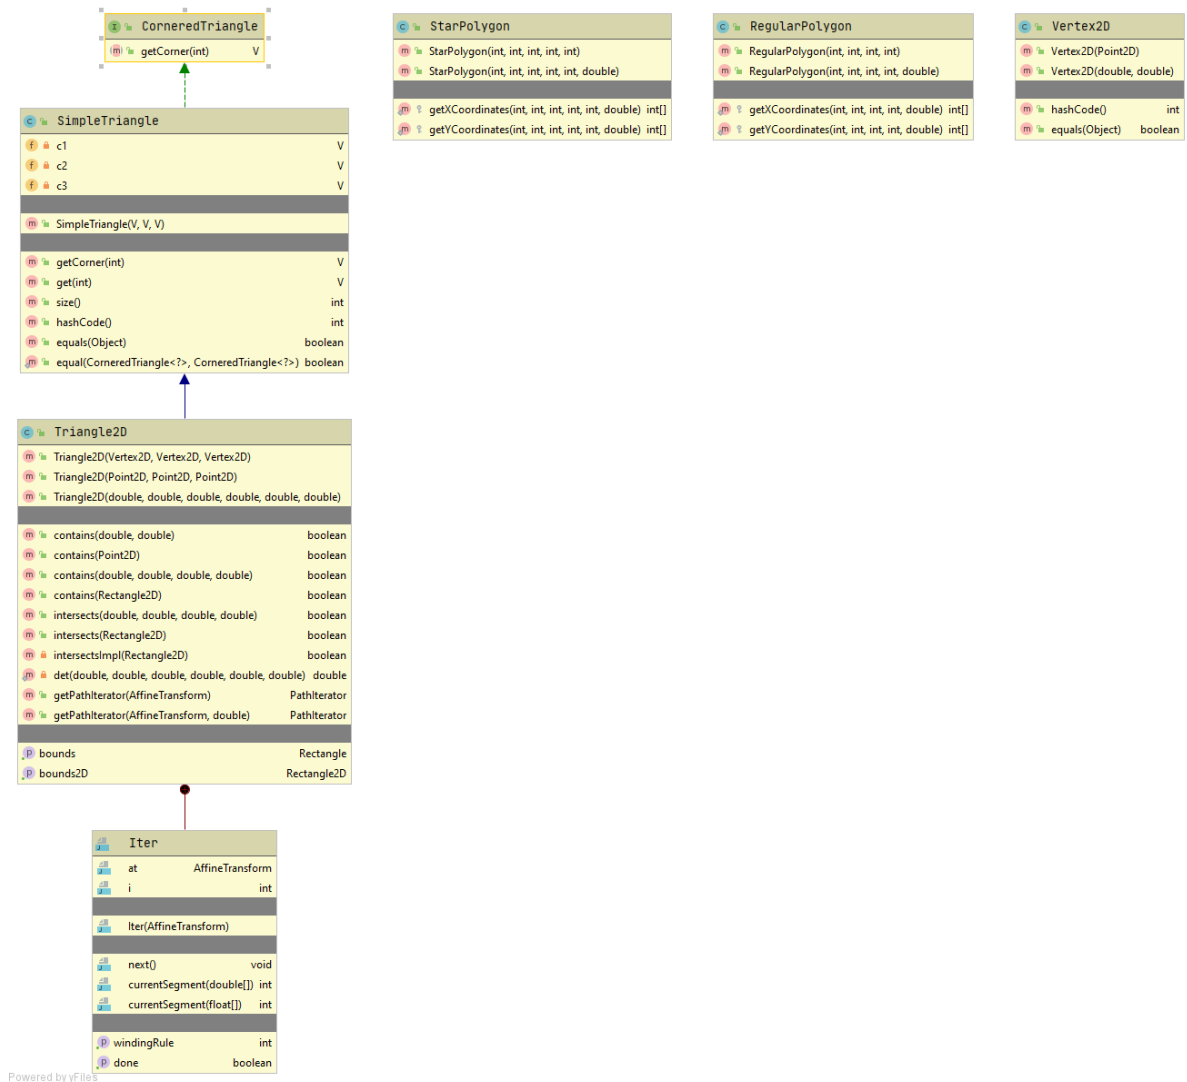 CorneredTriangle
getCorner(int) V
SimpleTriangle
c1 V
c2 V
c3 V
SimpleTriangle(V, V, V)
getCorner(int) V
get(int) V
size() int
hashCode() int
equals(Object) boolean
equal(CorneredTriangle<?>, CorneredTriangle<?>) boolean
Triangle2D
Triangle2D(Vertex2D, Vertex2D, Vertex2D)
Triangle2D(Point2D, Point2D, Point2D)
Triangle2D(double, double, double, double, double, double)
contains(double, double) boolean
contains(Point2D) boolean
contains(double, double, double, double) boolean
contains(Rectangle2D) boolean
intersects(double, double, double, double) boolean
intersects(Rectangle2D) boolean
intersectsImpl(Rectangle2D) boolean
det(double, double, double, double, double, double) double
getPathIterator(AffineTransform) PathIterator
getPathIterator(AffineTransform, double) PathIterator
bounds Rectangle
bounds2D Rectangle2D
Iter
at AffineTransform
i int
Iter(AffineTransform)
next() void
currentSegment(double[]) int
currentSegment(float[]) int
windingRule int
done boolean
StarPolygon
StarPolygon(int, int, int, int, int)
StarPolygon(int, int, int, int, int, double)
getXCoordinates(int, int, int, int, int, double) int[]
getYCoordinates(int, int, int, int, int, double) int[]
RegularPolygon
RegularPolygon(int, int, int, int)
RegularPolygon(int, int, int, int, double)
getXCoordinates(int, int, int, int, double) int[]
getYCoordinates(int, int, int, int, double) int[]
Vertex2D
Vertex2D(Point2D)
Vertex2D(double, double)
hashCode() int
equals(Object) boolean
Powered by yFiles